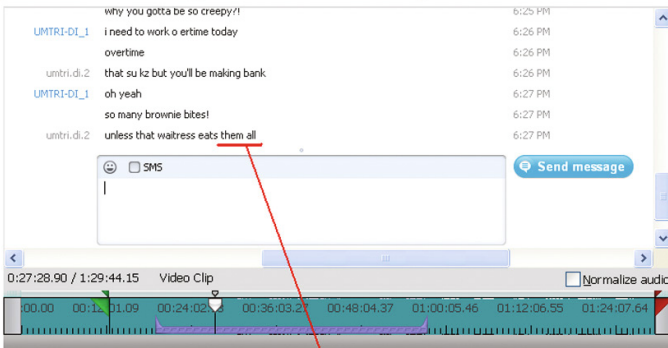 why you gotta be so creepy?! 6:25 PM
UMTRI-DI_1 i need to work o ertime today 6:26 PM
overtime 6:26 PM
umtri.di.2 that su kz but you'll be making bank 6:26 PM
UMTRI-DI_1 oh yeah 6:27 PM
so many brownie bites! 6:27 PM
umtri.di.2 unless that waitress eats them all 6:27 PM
SMS
Send message
0:27:28.90 / 1:29:44.15 Video Clip Normalize audio
:00.00 00:12:01.09 00:24:02. 00:36:03.27 00:48:04.37 01:00:05.46 01:12:06.55 01:24:07.64